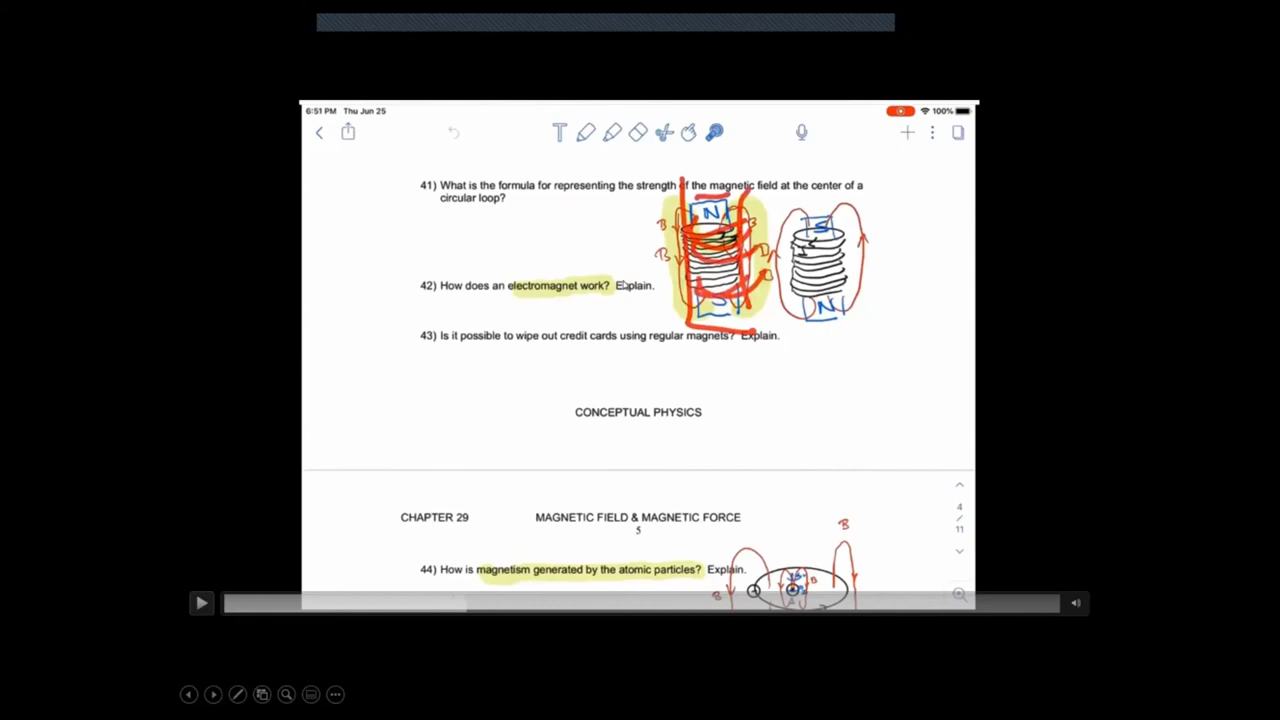 6:51 PM Thu Jun 25
100%
T
41) What is the formula for representing the strength of the magnetic field at the center of a
circular loop?
N
B
B
B
B
S
I
N
42) How does an electromagnet work? Explain.
43) Is it possible to wipe out credit cards using regular magnets? Explain.
CONCEPTUAL PHYSICS
4
/
11
CHAPTER 29 MAGNETIC FIELD & MAGNETIC FORCE
5
B
44) How is magnetism generated by the atomic particles? Explain.
B
B